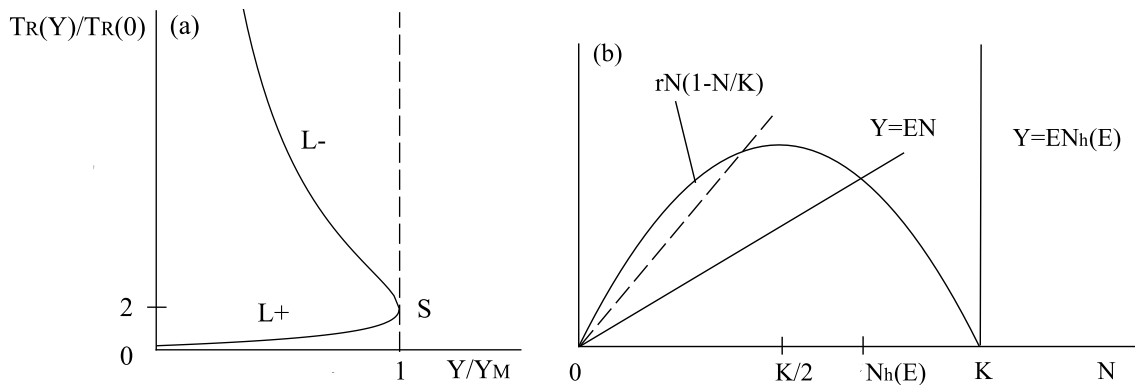 TR(Y)/TR(0)
(a)
L-
2
L+
S
0
1
Y/YM
(b)
rN(1-N/K)
Y=EN
Y=ENh(E)
0
K/2
Nh(E)
K
N